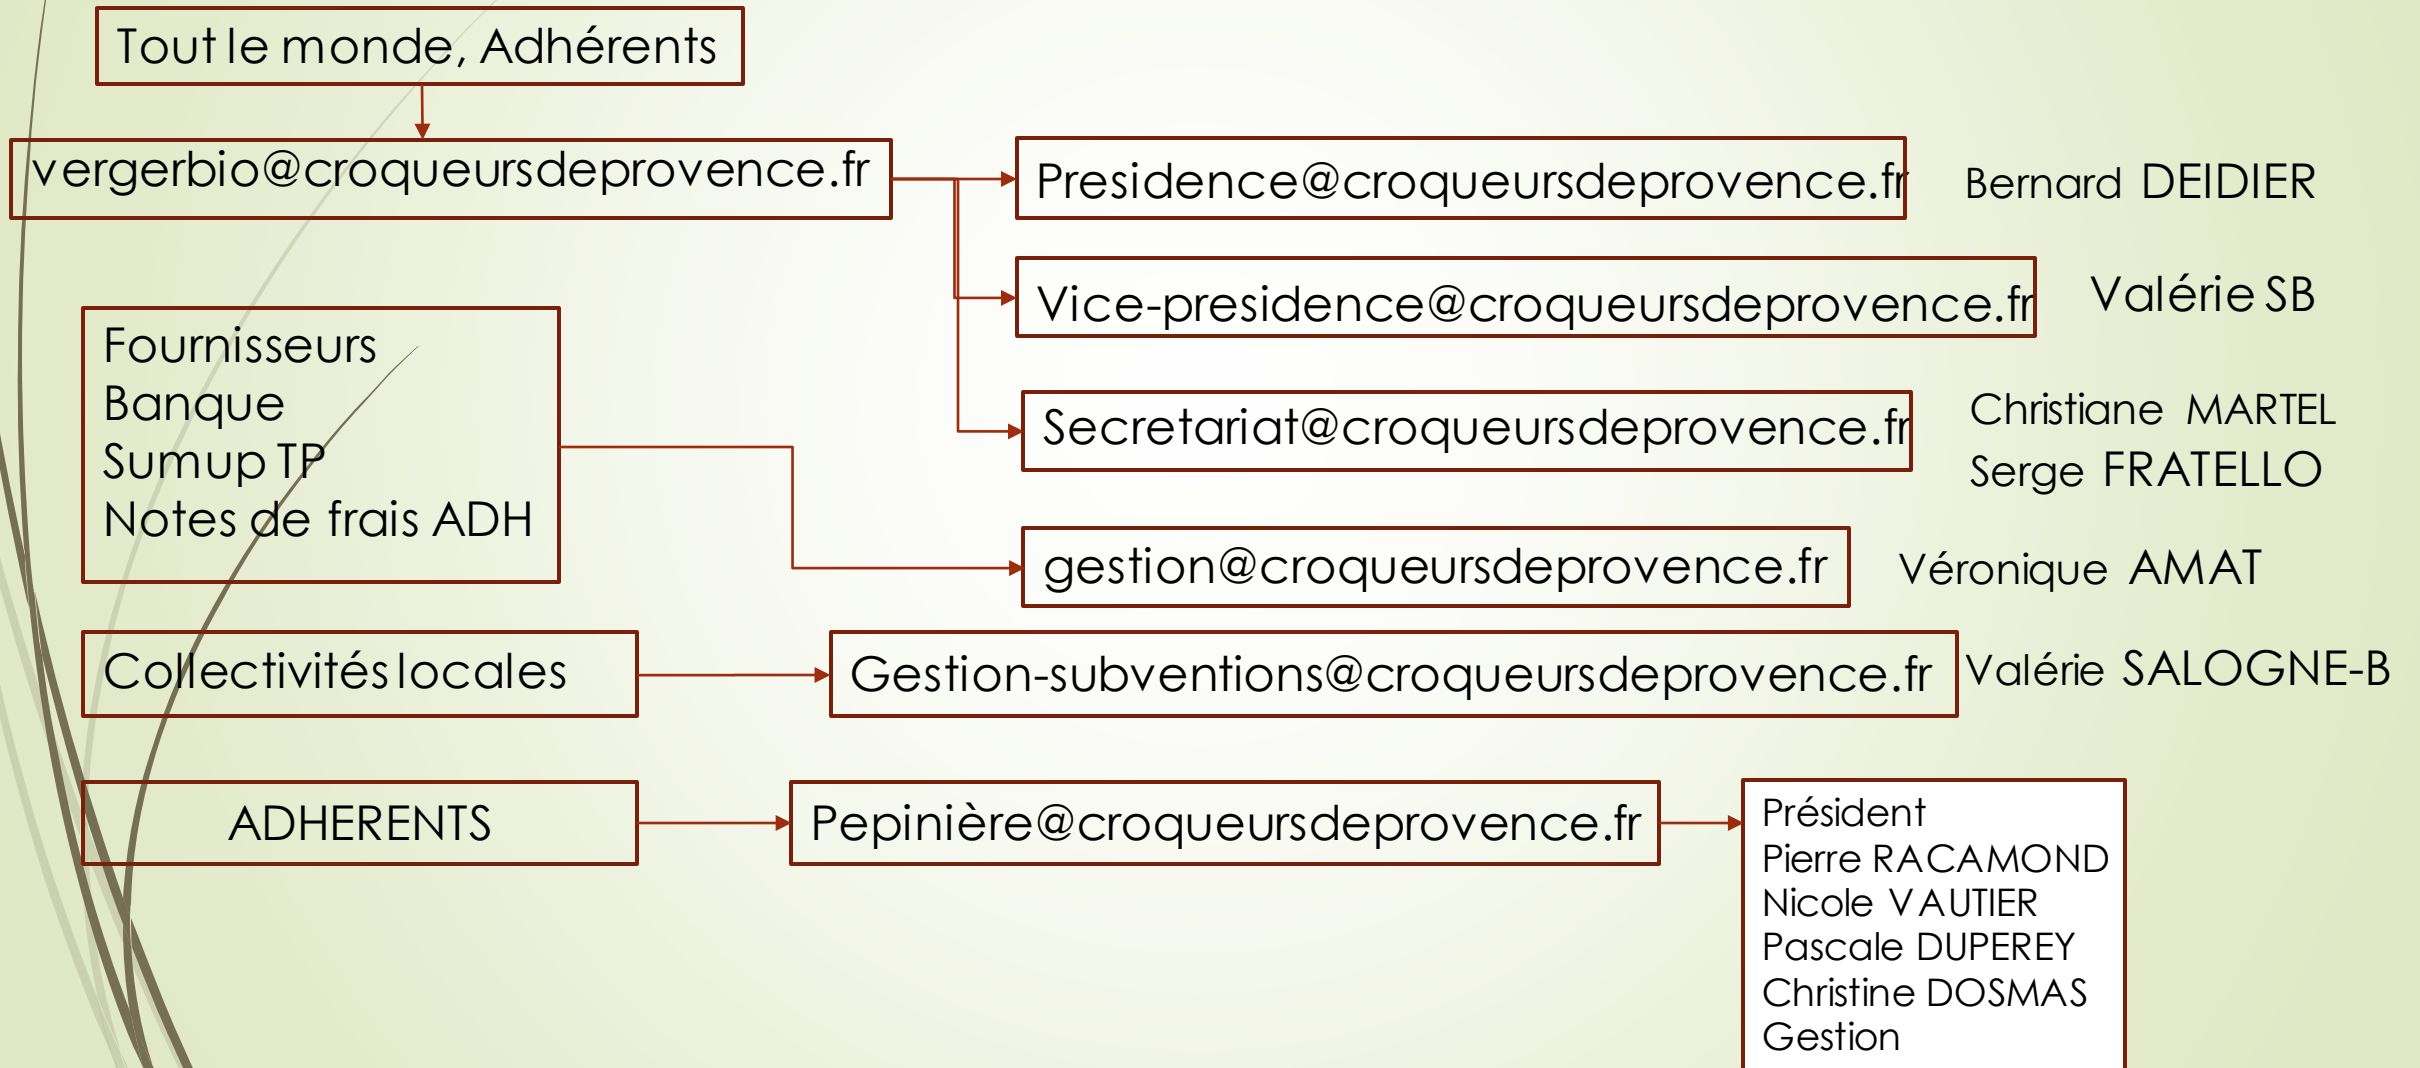 Tout le monde, Adhérents
vergerbio@croqueursdeprovence.fr
Presidence@croqueursdeprovence.fr
Bernard DEIDIER
Vice-presidence@croqueursdeprovence.fr
Valérie SB
Fournisseurs
Banque
Sumup TP
Notes de frais ADH
Secretariat@croqueursdeprovence.fr
Christiane MARTEL
Serge FRATELLO
gestion@croqueursdeprovence.fr
Véronique AMAT
Collectivités locales
Gestion-subventions@croqueursdeprovence.fr
Valérie SALOGNE-B
ADHERENTS
Pepinière@croqueursdeprovence.fr
Président
Pierre RACAMOND
Nicole VAUTIER
Pascale DUPEREY
Christine DOSMAS
Gestion